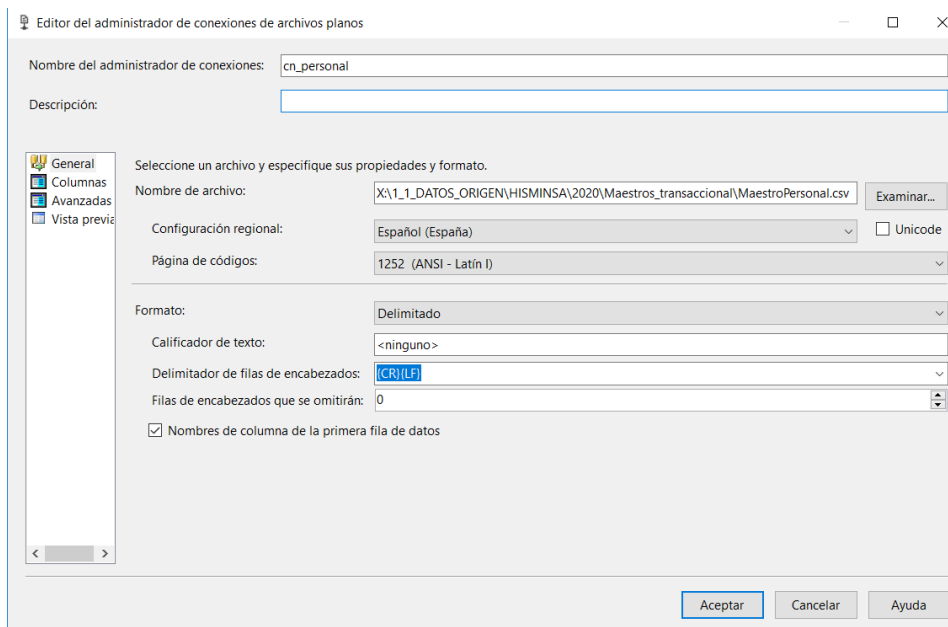 Editor del administrador de conexiones de archivos planos
Nombre del administrador de conexiones: cn_personal
Descripción:
General
Columnas
Avanzadas
Vista previa
Seleccione un archivo y especifique sus propiedades y formato.
Nombre de archivo: X:\1_1_DATOS_ORIGEN\HISMINSA\2020\Maestros_transaccional\MaestroPersonal.csv Examinar...
Configuración regional: Español (España) Unicode
Página de códigos: 1252 (ANSI - Latín I)
Formato: Delimitado
Calificador de texto: <ninguno>
Delimitador de filas de encabezados: {CR}{LF}
Filas de encabezados que se omitirán: 0
Nombres de columna de la primera fila de datos
Aceptar Cancelar Ayuda